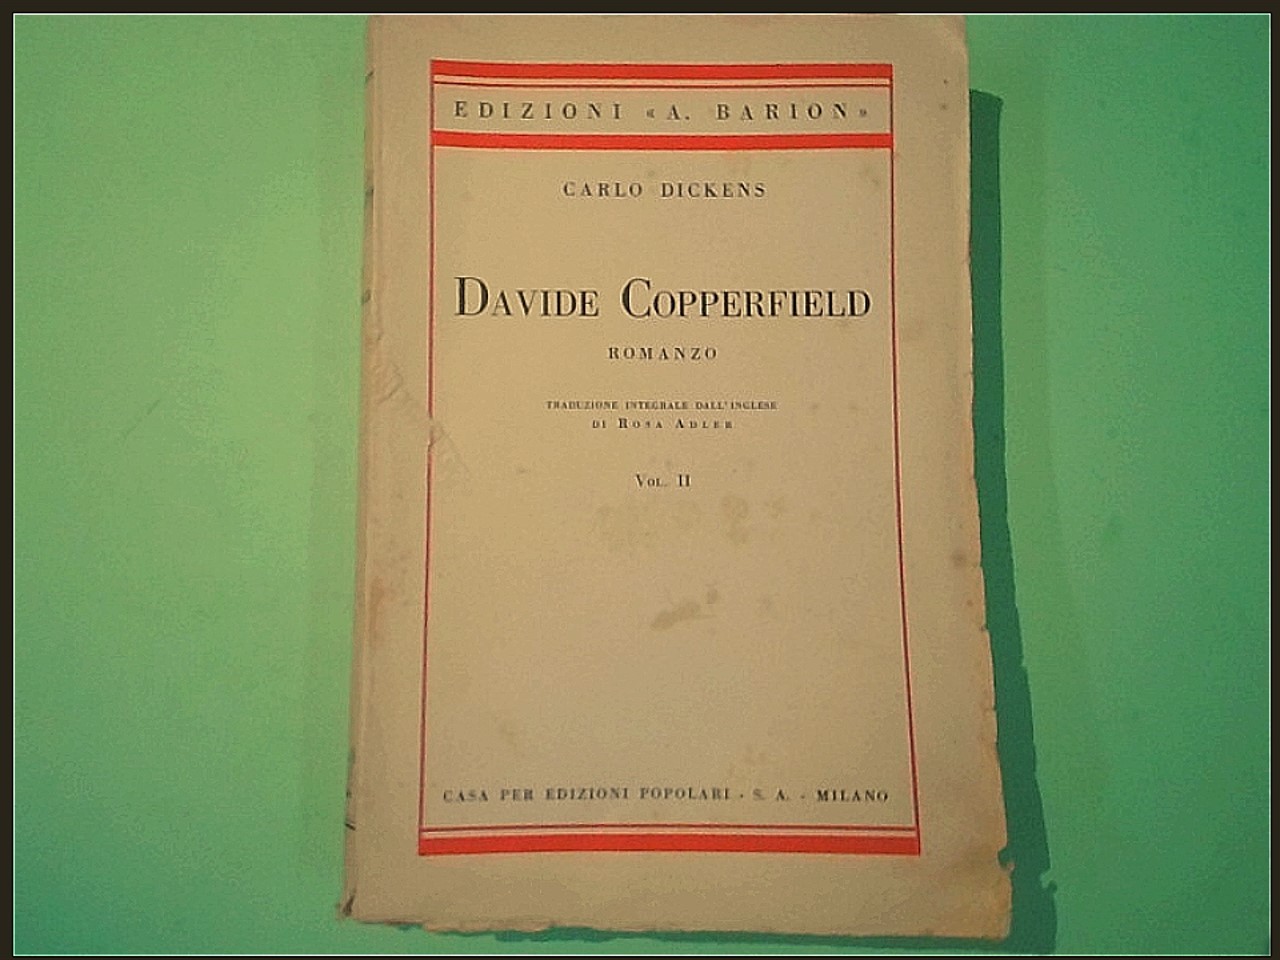 EDIZIONI «A. BARION»
CARLO DICKENS
DAVIDE COPPERFIELD
ROMANZO
TRADUZIONE INTEGRALE DALL'INGLESE
DI ROSA ADLER
VOL. II
CASA PER EDIZIONI POPOLARI - S. A. - MILANO